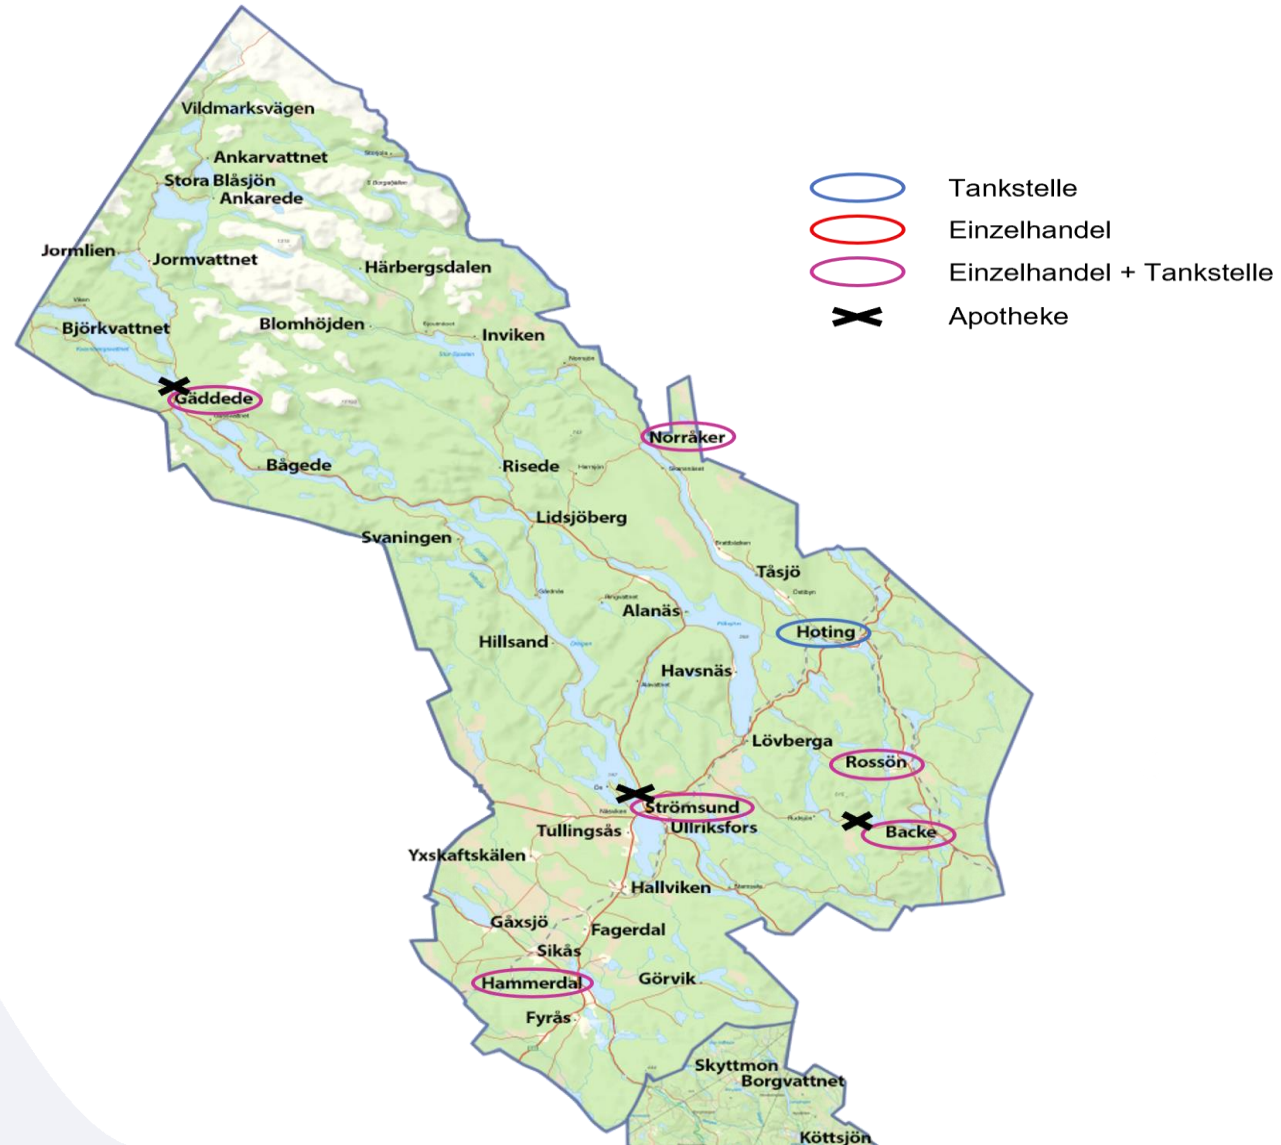 Vildmarksvägen
Ankarvattnet
Stora Blåsjön
Ankarede
Jormlien
Jormvattnet
Härbergsdalen
Björkvattnet
Blomhöjden
Inviken
Gäddede
Norråker
Bågede
Risede
Lidsjöberg
Svaningen
Tåsjö
Alanäs
Hoting
Hillsand
Havsnäs
Lövberga
Rossön
Strömsund
Ullriksfors
Tullingsås
Backe
Yxskaftskälen
Hallviken
Gåxsjö
Fagerdal
Sikås
Hammerdal
Görvik
Fyrås
Skyttmon
Borgvattnet
Köttsjön
Tankstelle
Einzelhandel
Einzelhandel + Tankstelle
Apotheke